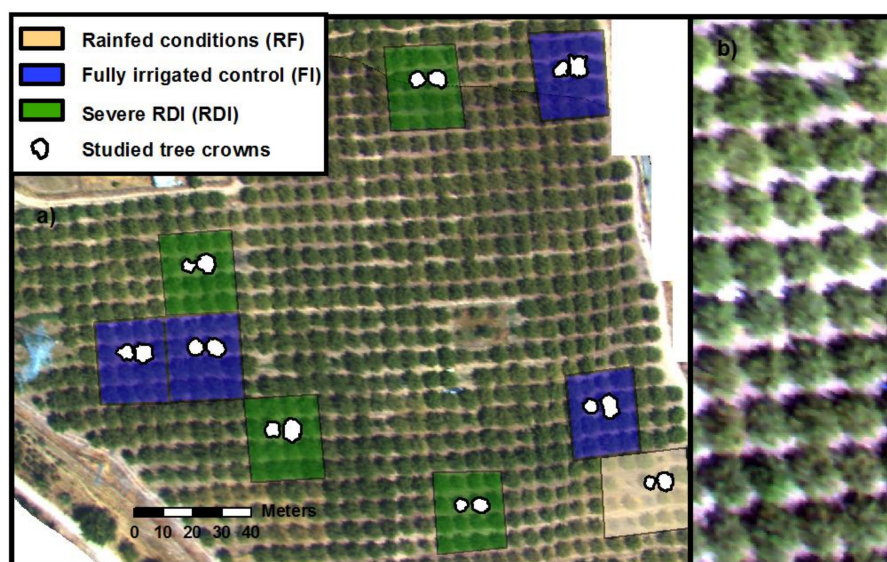 Rainfed conditions (RF)
Fully irrigated control (FI)
Severe RDI (RDI)
Studied tree crowns
a)
b)
Meters
0 10 20 30 40